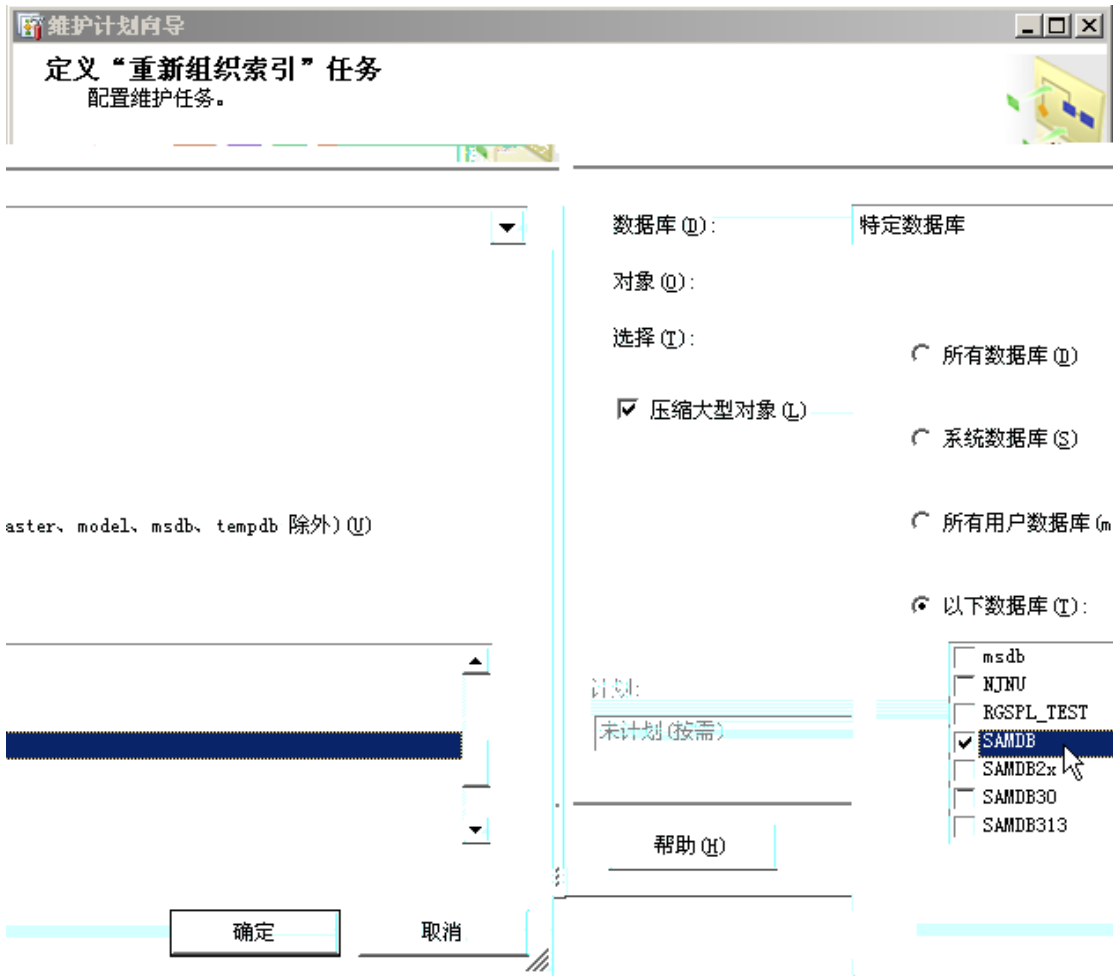 维护计划向导
定义“重新组织索引”任务
配置维护任务。
数据库(D):
特定数据库
对象(O):
选择(T):
所有数据库(D)
压缩大型对象(L)
系统数据库(S)
aster、model、msdb、tempdb 除外)(U)
所有用户数据库(m
以下数据库(T):
msdb
计划:
NJNU
RGSPL_TEST
未计划(按需)
SAMDB
SAMDB2x
SAMDB30
SAMDB313
帮助(H)
确定
取消